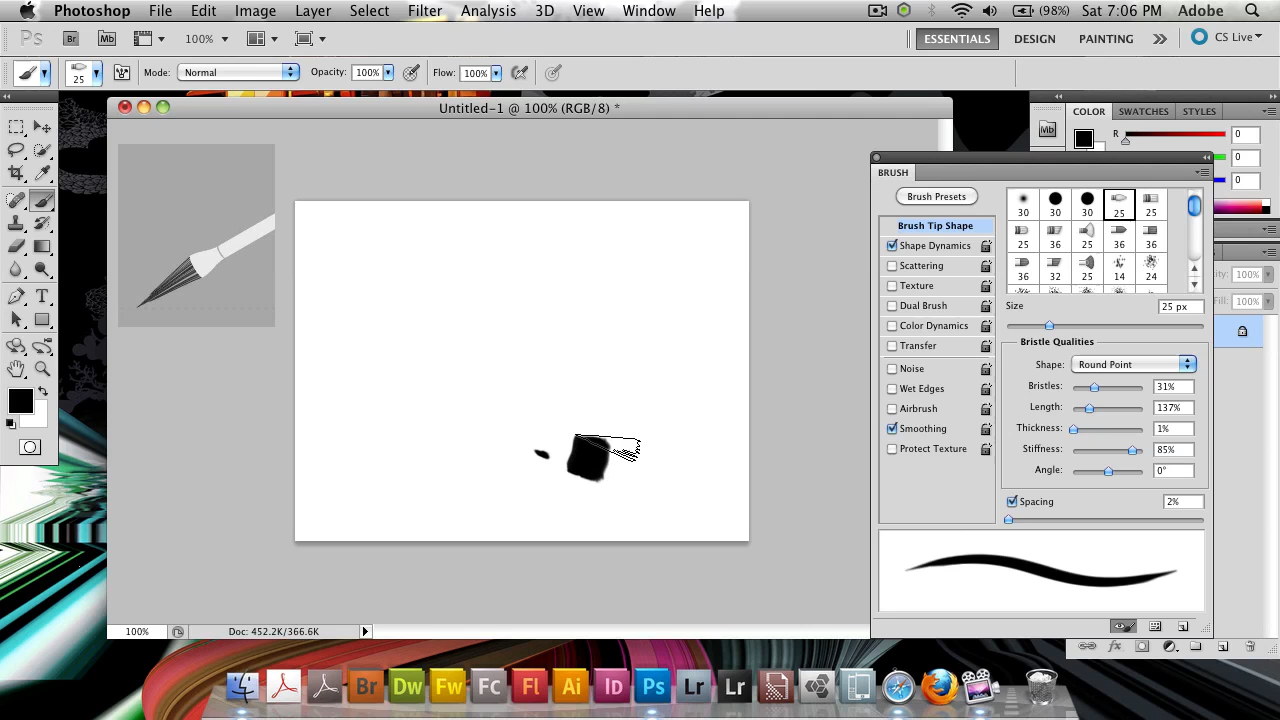 Photoshop File Edit Image Layer Select Filter Analysis 3D View Window Help (98%) Sat 7:06 PM Adobe
Ps Br Mb 100% ESSENTIALS DESIGN PAINTING CS Live
25 Mode: Normal Opacity: 100% Flow: 100%
Untitled-1 @ 100% (RGB/8) *
COLOR SWATCHES STYLES
Mb
R 0
0
0
BRUSH
Brush Presets
30 30 30 25 25
25 36 25 36 36
36 32 25 14 24
Brush Tip Shape
Shape Dynamics
Scattering
Texture
Dual Brush
Color Dynamics
Transfer
Noise
Wet Edges
Airbrush
Smoothing
Protect Texture
Size 25 px
Bristle Qualities
Shape: Round Point
Bristles: 31%
Length: 137%
Thickness: 1%
Stiffness: 85%
Angle: 0°
Spacing 2%
ity: 100%
Fill: 100%
T
100% Doc: 452.2K/366.6K
fx
Br Dw Fw Fc Fl Ai Id Ps Lr Lr